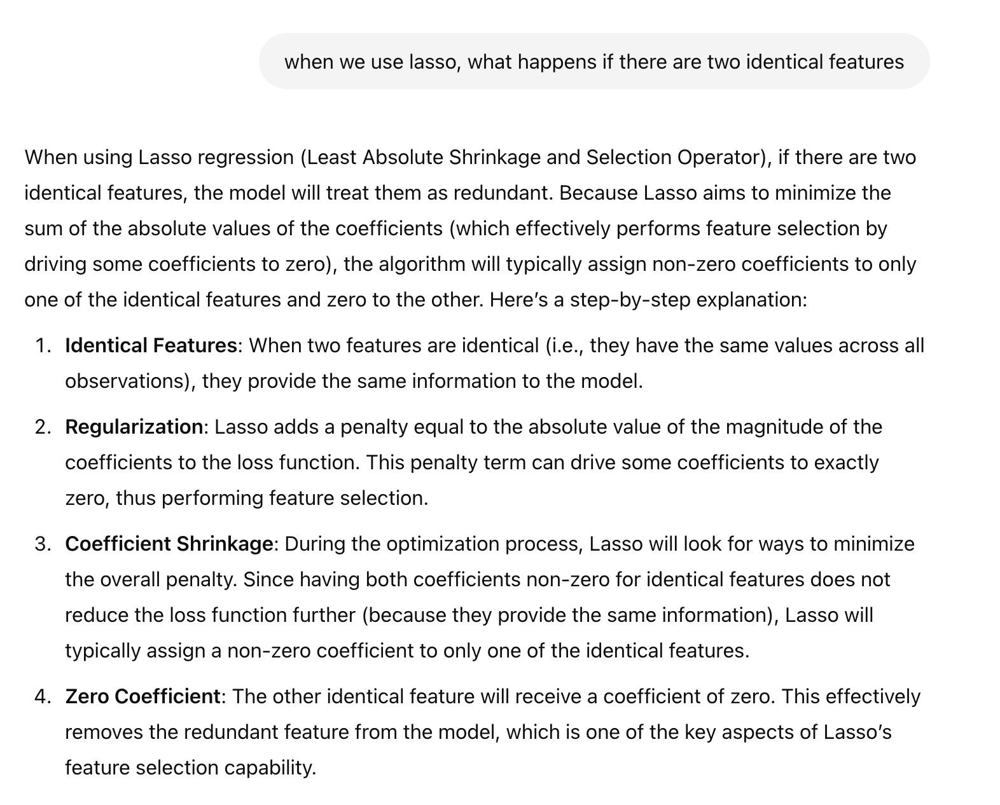 when we use lasso, what happens if there are two identical features
When using Lasso regression (Least Absolute Shrinkage and Selection Operator), if there are two
identical features, the model will treat them as redundant. Because Lasso aims to minimize the
sum of the absolute values of the coefficients (which effectively performs feature selection by
driving some coefficients to zero), the algorithm will typically assign non-zero coefficients to only
one of the identical features and zero to the other. Here’s a step-by-step explanation:
1. Identical Features: When two features are identical (i.e., they have the same values across all
observations), they provide the same information to the model.
2. Regularization: Lasso adds a penalty equal to the absolute value of the magnitude of the
coefficients to the loss function. This penalty term can drive some coefficients to exactly
zero, thus performing feature selection.
3. Coefficient Shrinkage: During the optimization process, Lasso will look for ways to minimize
the overall penalty. Since having both coefficients non-zero for identical features does not
reduce the loss function further (because they provide the same information), Lasso will
typically assign a non-zero coefficient to only one of the identical features.
4. Zero Coefficient: The other identical feature will receive a coefficient of zero. This effectively
removes the redundant feature from the model, which is one of the key aspects of Lasso’s
feature selection capability.